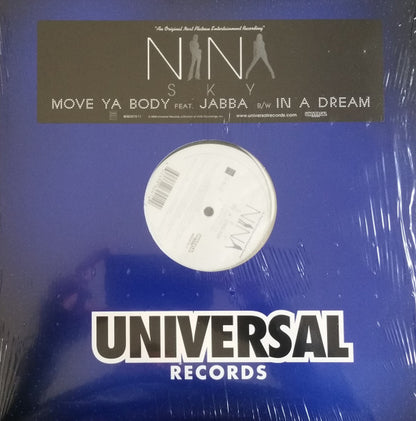 "An Original Next Plateau Entertainment Recording"
NINA
SKY
MOVE YA BODY FEAT. JABBA B/W IN A DREAM
www.universalrecords.com
NINA
UNIVERSAL
RECORDS